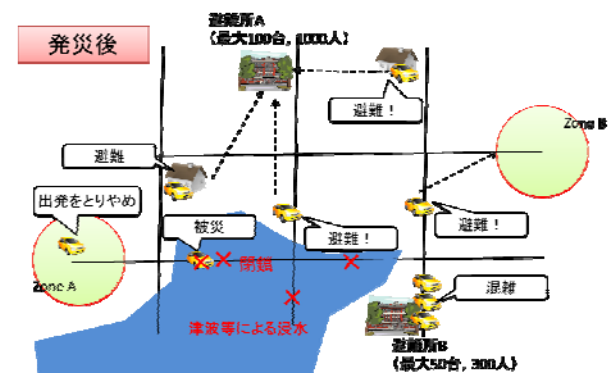 発災後
避難所A
(最大100台, 1000人)
避難！
Zone B
避難
出発をとりやめ
被災
避難！
避難！
閉鎖
Zone A
混雑
津波等による浸水
避難所B
(最大50台, 300人)